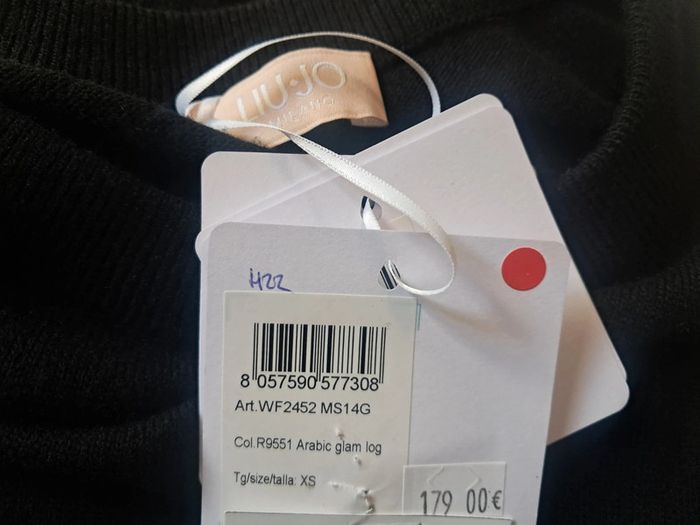 LIU·JO
MILANO
H22
8 057590 577308
Art.WF2452 MS14G
Col.R9551 Arabic glam log
Tg/size/talla: XS
179 00€